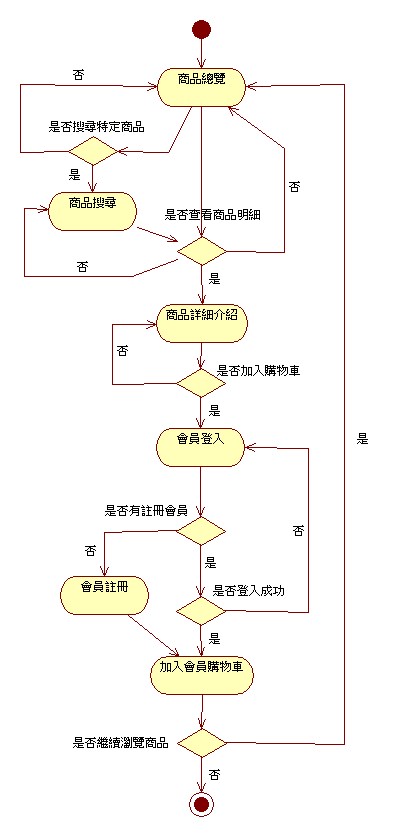 商品總覽
否
是否搜尋特定商品
是
否
商品搜尋
是否查看商品明細
否
是
商品詳細介紹
否
是否加入購物車
是
會員登入
是
是否有註冊會員
否
否
是
會員註冊
是否登入成功
是
加入會員購物車
是否繼續瀏覽商品
否